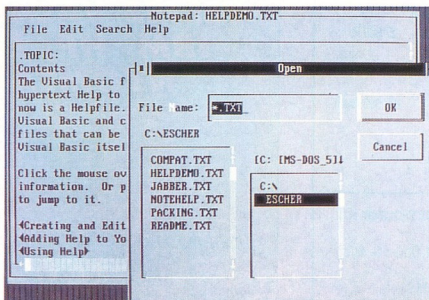 Notepad: HELPDEMO.TXT
File Edit Search Help
.TOPIC:
Contents
The Visual Basic f
hypertext Help to
now is a Helpfile.
Visual Basic and c
files that can be
Visual Basic itsel
Click the mouse ov
information. Or p
to jump to it.
◄Creating and Edit
◄Adding Help to Yo
◄Using Help►
Open
File Name: *.TXT
OK
C:\ESCHER
Cancel
COMPAT.TXT
HELPDEMO.TXT
JABBER.TXT
NOTEHELP.TXT
PACKING.TXT
README.TXT
[C: [MS-DOS_5]↓
C:\
ESCHER